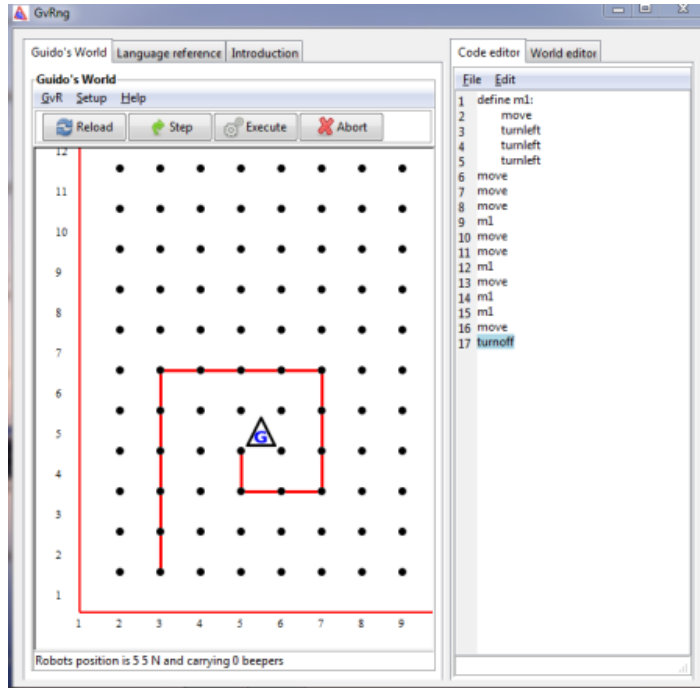 GvRng
Guido's World Language reference Introduction
Guido's World
GvR Setup Help
Reload Step Execute Abort
12
11
10
9
8
7
6
5
G
4
3
2
1
1 2 3 4 5 6 7 8 9
Robots position is 5 5 N and carrying 0 beepers
Code editor World editor
File Edit
1 define m1:
2 move
3 turnleft
4 turnleft
5 turnleft
6 move
7 move
8 move
9 m1
10 move
11 move
12 m1
13 move
14 m1
15 m1
16 move
17 turnoff